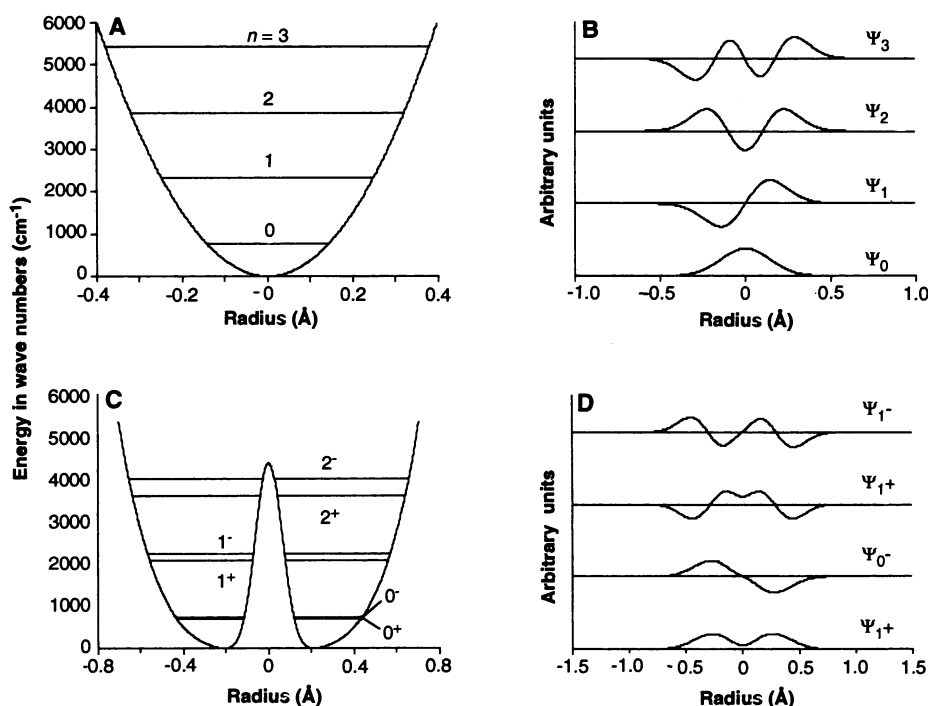 Energy in wave numbers (cm⁻¹)
A
6000
5000
4000
3000
2000
1000
0
n = 3
2
1
0
-0.4
-0.2
0
0.2
0.4
Radius (Å)
B
Arbitrary units
Ψ₃
Ψ₂
Ψ₁
Ψ₀
-1.0
-0.5
0
0.5
1.0
Radius (Å)
C
6000
5000
4000
3000
2000
1000
0
2⁻
2⁺
1⁻
1⁺
0⁻
0⁺
-0.8
-0.4
0
0.4
0.8
Radius (Å)
D
Arbitrary units
Ψ₁-
Ψ₁+
Ψ₀-
Ψ₁+
-1.5
-1.0
-0.5
0
0.5
1.0
1.5
Radius (Å)